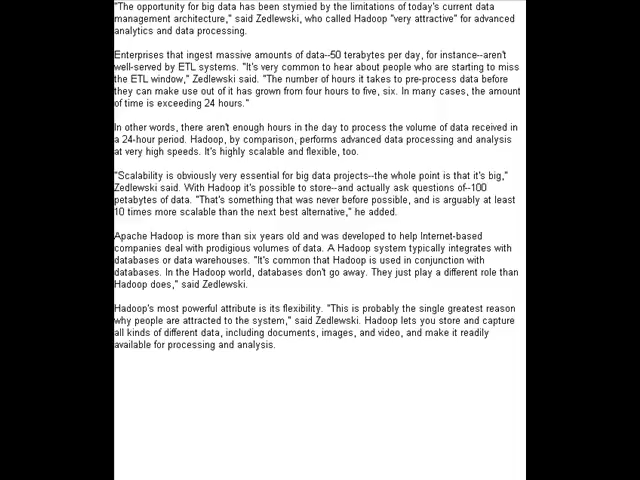 "The opportunity for big data has been stymied by the limitations of today's current data
management architecture," said Zedlewski, who called Hadoop "very attractive" for advanced
analytics and data processing.
Enterprises that ingest massive amounts of data--50 terabytes per day, for instance--aren't
well-served by ETL systems. "It's very common to hear about people who are starting to miss
the ETL window," Zedlewski said. "The number of hours it takes to pre-process data before
they can make use out of it has grown from four hours to five, six. In many cases, the amount
of time is exceeding 24 hours."
In other words, there aren't enough hours in the day to process the volume of data received in
a 24-hour period. Hadoop, by comparison, performs advanced data processing and analysis
at very high speeds. It's highly scalable and flexible, too.
"Scalability is obviously very essential for big data projects--the whole point is that it's big,"
Zedlewski said. With Hadoop it's possible to store--and actually ask questions of--100
petabytes of data. "That's something that was never before possible, and is arguably at least
10 times more scalable than the next best alternative," he added.
Apache Hadoop is more than six years old and was developed to help Internet-based
companies deal with prodigious volumes of data. A Hadoop system typically integrates with
databases or data warehouses. "It's common that Hadoop is used in conjunction with
databases. In the Hadoop world, databases don't go away. They just play a different role than
Hadoop does," said Zedlewski.
Hadoop's most powerful attribute is its flexibility. "This is probably the single greatest reason
why people are attracted to the system," said Zedlewski. Hadoop lets you store and capture
all kinds of different data, including documents, images, and video, and make it readily
available for processing and analysis.